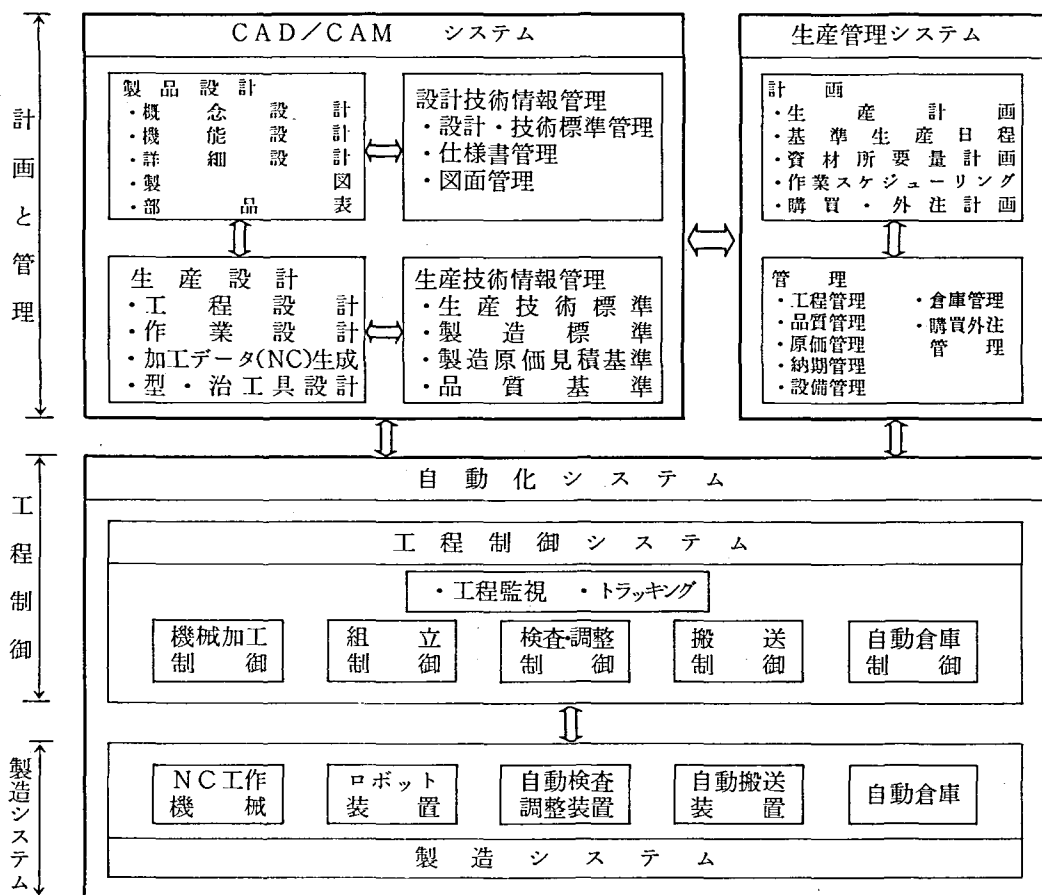 計画と管理
CAD/CAM システム
製品設計
・概念設計
・機能設計
・詳細設計
・製図
・部品表
設計技術情報管理
・設計・技術標準管理
・仕様書管理
・図面管理
生産設計
・工程設計
・作業設計
・加工データ(NC)生成
・型・治工具設計
生産技術情報管理
・生産技術標準
・製造標準
・製造原価見積基準
・品質基準
生産管理システム
計画
・生産計画
・基準生産日程
・資材所要量計画
・作業スケジューリング
・購買・外注計画
管理
・工程管理
・品質管理
・原価管理
・納期管理
・設備管理
・倉庫管理
・購買外注
管理
工程制御
自動化システム
工程制御システム
・工程監視 ・トラッキング
機械加工
制御
組立
制御
検査・調整
制御
搬送
制御
自動倉庫
制御
製造システム
NC工作
機械
ロボット
装置
自動検査
調整装置
自動搬送
装置
自動倉庫
製造システム